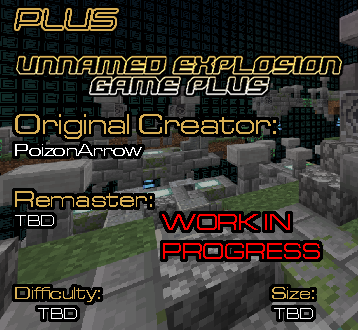 PLUS
UNNAMED EXPLOSION
GAME PLUS
Original Creator:
PoizonArrow
Remaster:
TBD
WORK IN
PROGRESS
Difficulty:
TBD
Size:
TBD